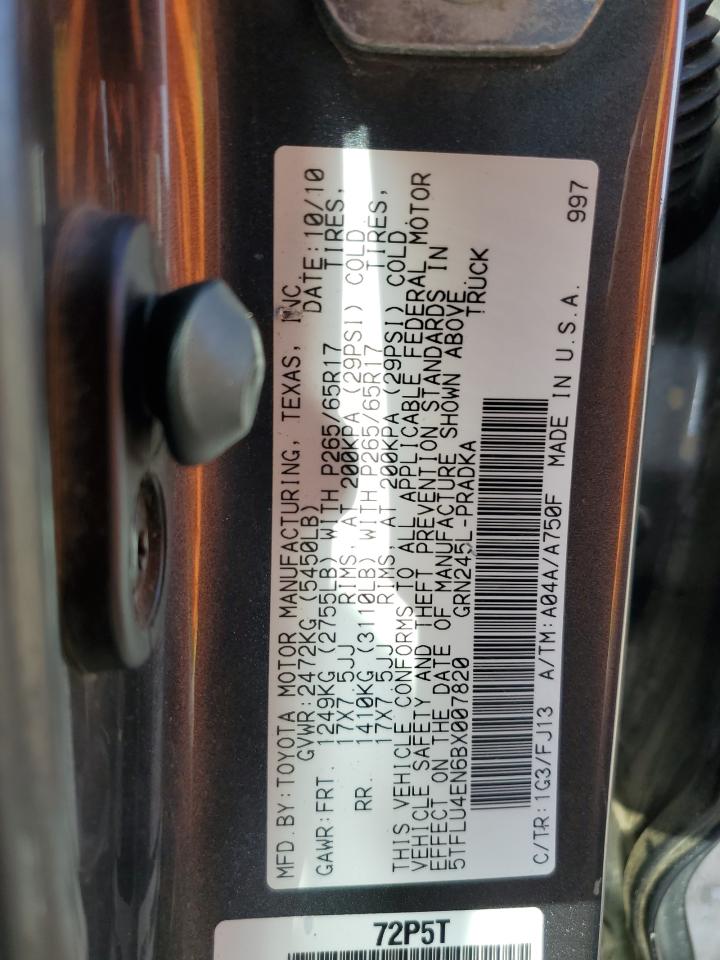 MFD.BY:TOYOTA MOTOR MANUFACTURING, TEXAS, INC.
GVWR:2472KG (5450LB) DATE:10/10
GAWR:FRT. 1249KG (2755LB) WITH P265/65R17 TIRES,
17X7.5JJ RIMS, AT 200KPA (29PSI) COLD
RR. 1410KG (3110LB) WITH P265/65R17 TIRES,
17X7.5JJ RIMS AT 200KPA (29PSI) COLD
THIS VEHICLE CONFORMS TO ALL APPLICABLE FEDERAL MOTOR
VEHICLE SAFETY AND THEFT PREVENTION STANDARDS IN
EFFECT ON THE DATE OF MANUFACTURE SHOWN ABOVE
5TFLU4EN6BX007820 GRN245L-PRADKA TRUCK
C/TR:1G3/FJ13 A/TM:A04A/A750F MADE IN U.S.A. 997
72P5T